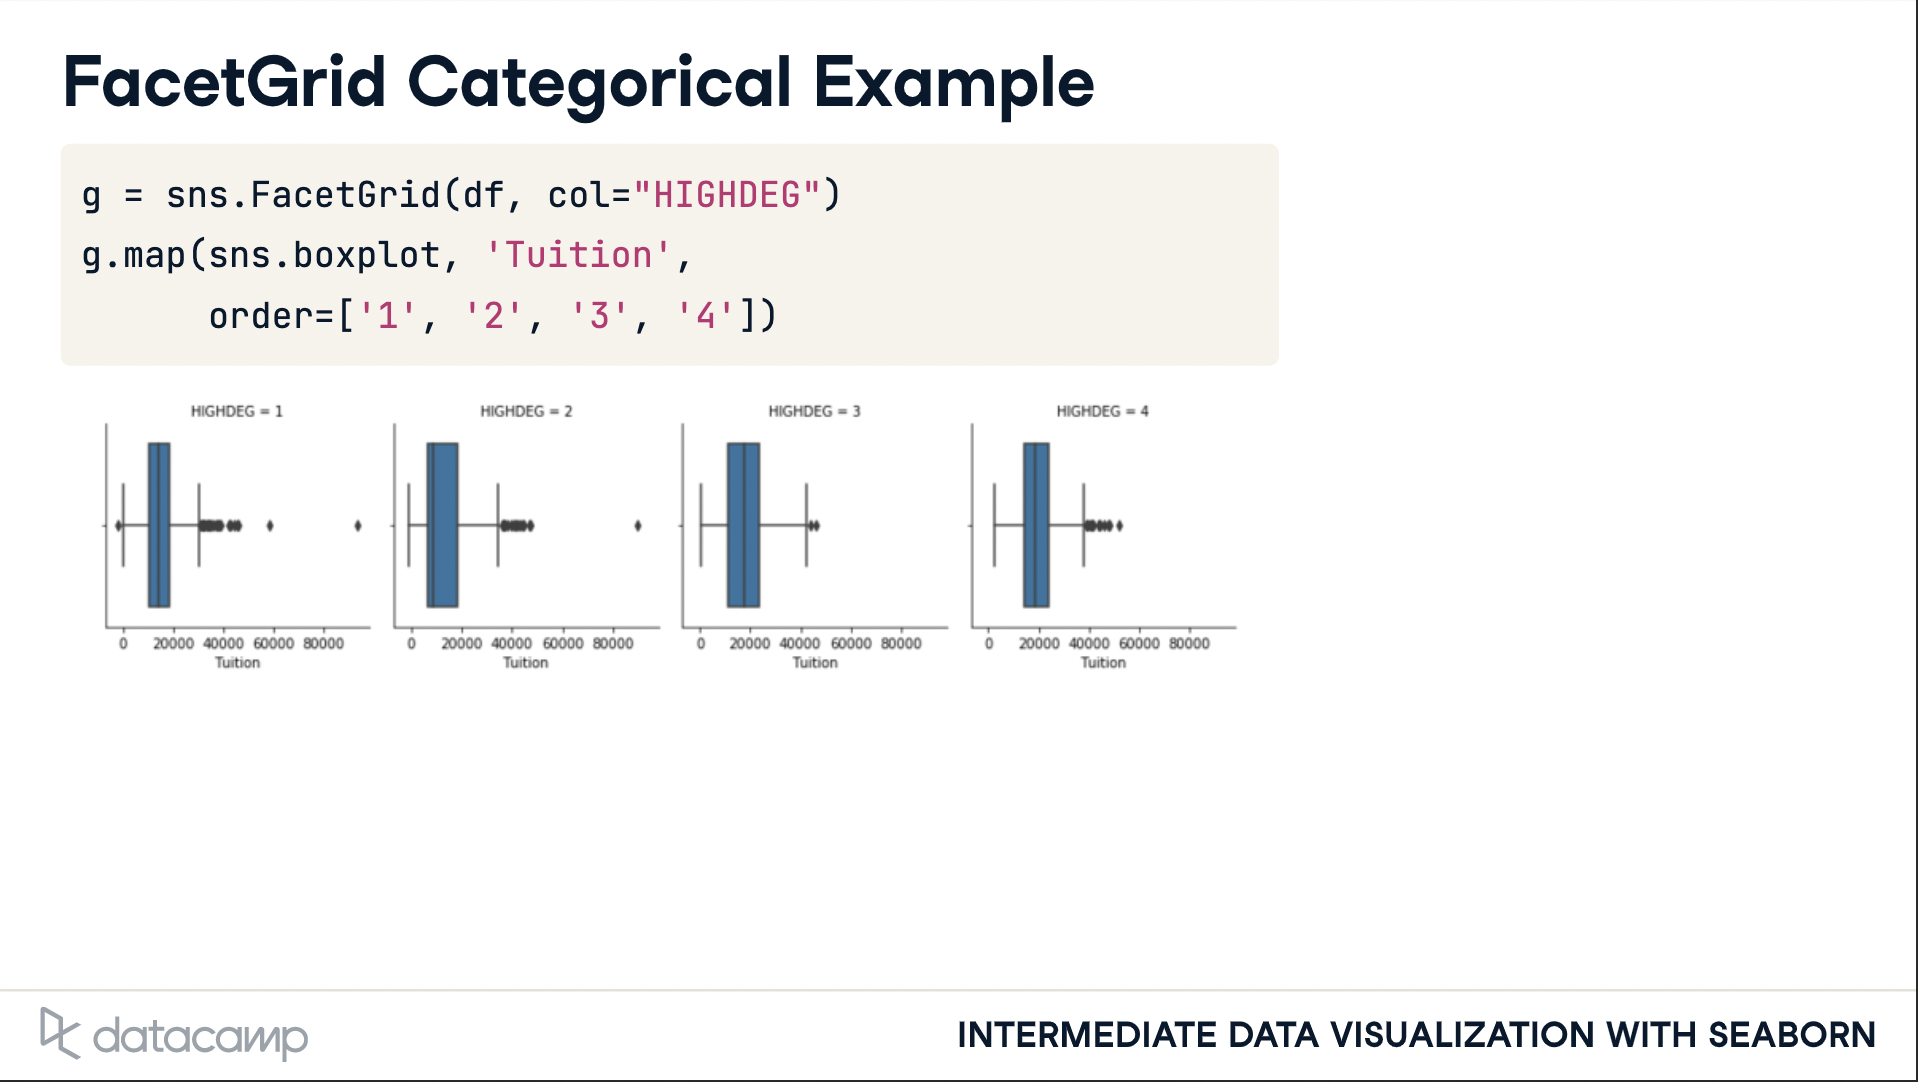 FacetGrid Categorical Example
g = sns.FacetGrid(df, col="HIGHDEG")
g.map(sns.boxplot, 'Tuition',
order=['1', '2', '3', '4'])
HIGHDEG = 1 HIGHDEG = 2 HIGHDEG = 3 HIGHDEG = 4
0 20000 40000 60000 80000 0 20000 40000 60000 80000 0 20000 40000 60000 80000 0 20000 40000 60000 80000
Tuition Tuition Tuition Tuition
datacamp INTERMEDIATE DATA VISUALIZATION WITH SEABORN